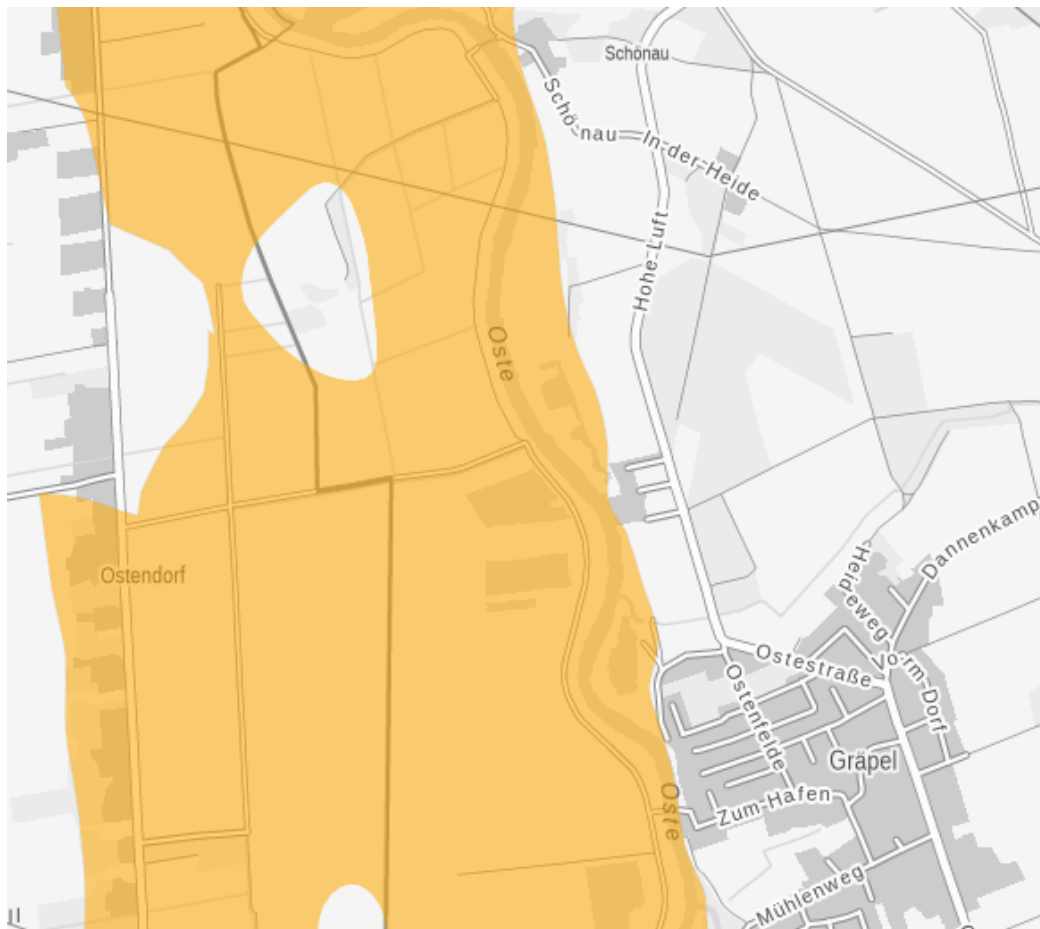 Schönau
Schönau
In-der-Heide
Hohe-Luft
Oste
Dannenkamp
Heideweg
Ostendorf
Ostestraße
Vorm-Dorf
Ostenfelde
Gräpel
Oste
Zum-Hafen
Mühlenweg